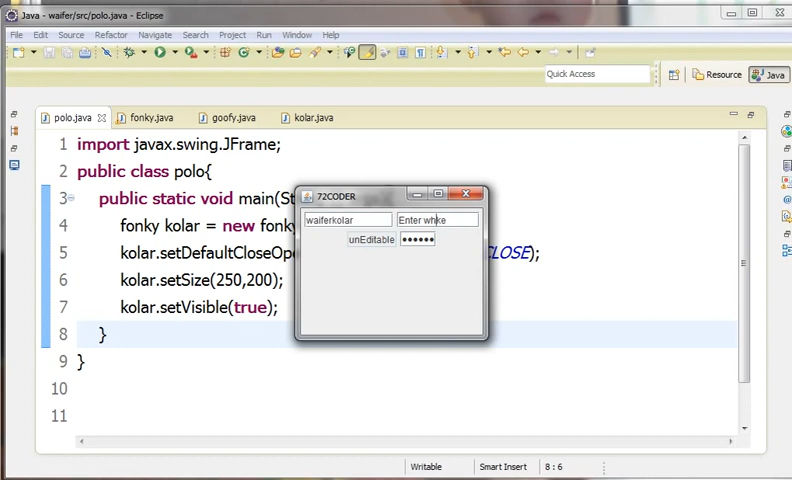 Java - waifer/src/polo.java - Eclipse
File Edit Source Refactor Navigate Search Project Run Window Help
Quick Access
Resource
Java
polo.java
fonky.java
goofy.java
kolar.java
1 import javax.swing.JFrame;
2 public class polo{
3 public static void main(St
4 fonky kolar = new fonky
5 kolar.setDefaultCloseOpe
CLOSE);
6 kolar.setSize(250,200);
7 kolar.setVisible(true);
8 }
9 }
10
11
72CODER
waiferkolar
Enter whke
unEditable
Writable
Smart Insert
8 : 6